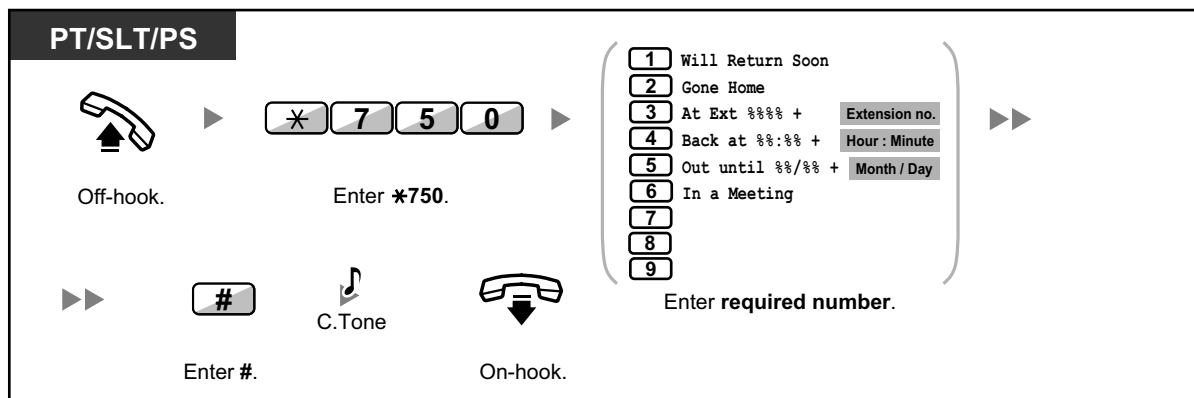 PT/SLT/PS
1 Will Return Soon
2 Gone Home
3 At Ext %%%% + Extension no.
4 Back at %%:%% + Hour : Minute
5 Out until %%/%% + Month / Day
6 In a Meeting
7
8
9
* 7 5 0
Off-hook.
Enter *750.
Enter required number.
#
C.Tone
Enter #.
On-hook.